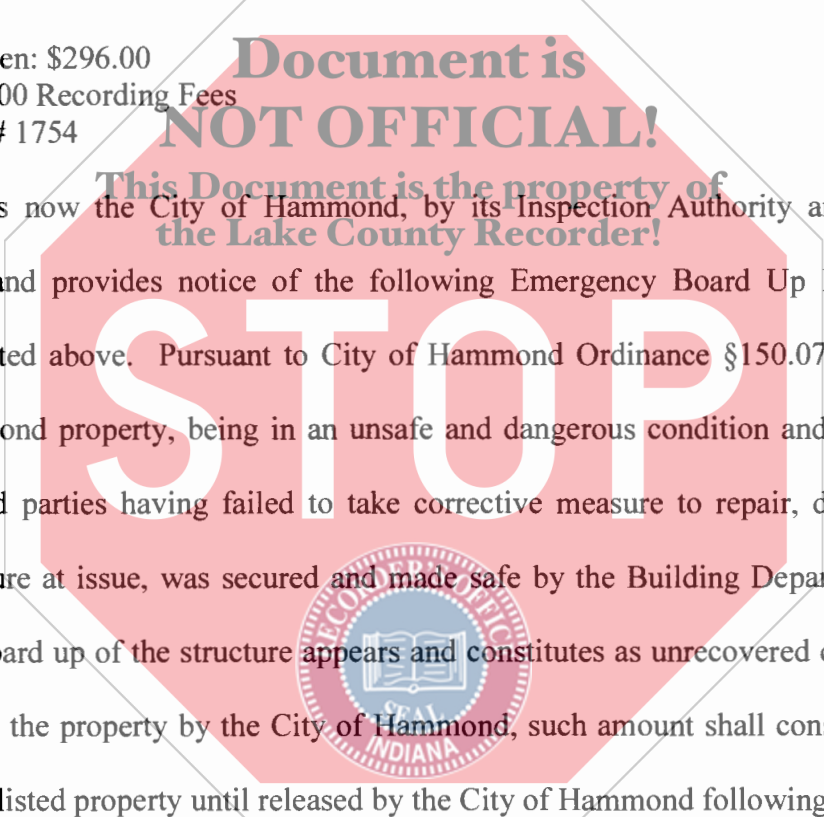 en: $296.00
00 Recording Fees
# 1754
Document is
NOT OFFICIAL!
This Document is the property of
the Lake County Recorder!
s now the City of Hammond, by its Inspection Authority a
and provides notice of the following Emergency Board Up
ted above. Pursuant to City of Hammond Ordinance §150.07
ond property, being in an unsafe and dangerous condition and
d parties having failed to take corrective measure to repair, d
ure at issue, was secured and made safe by the Building Depar
oard up of the structure appears and constitutes as unrecovered
the property by the City of Hammond, such amount shall con
listed property until released by the City of Hammond following
STOP
RECORDER'S OFFIC
SEAL
INDIANA